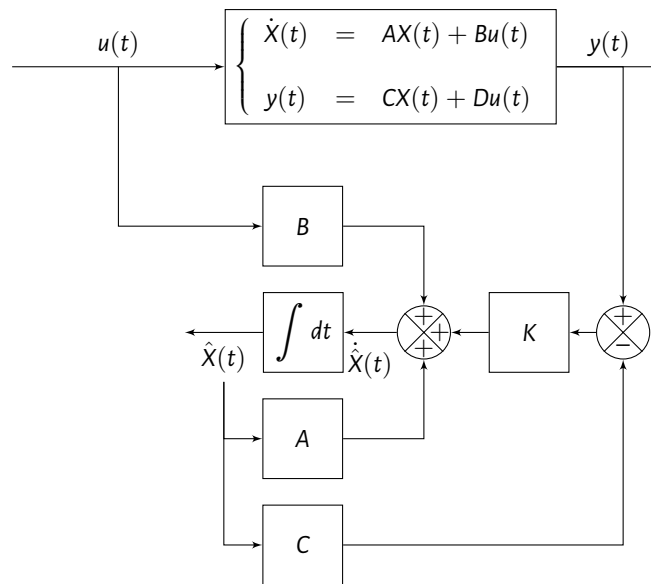 u(t)
Ẋ(t) = AX(t) + Bu(t)
y(t) = CX(t) + Du(t)
y(t)
B
∫ dt
X̂(t)
Ẋ̂(t)
+
+
+
K
+
−
A
C